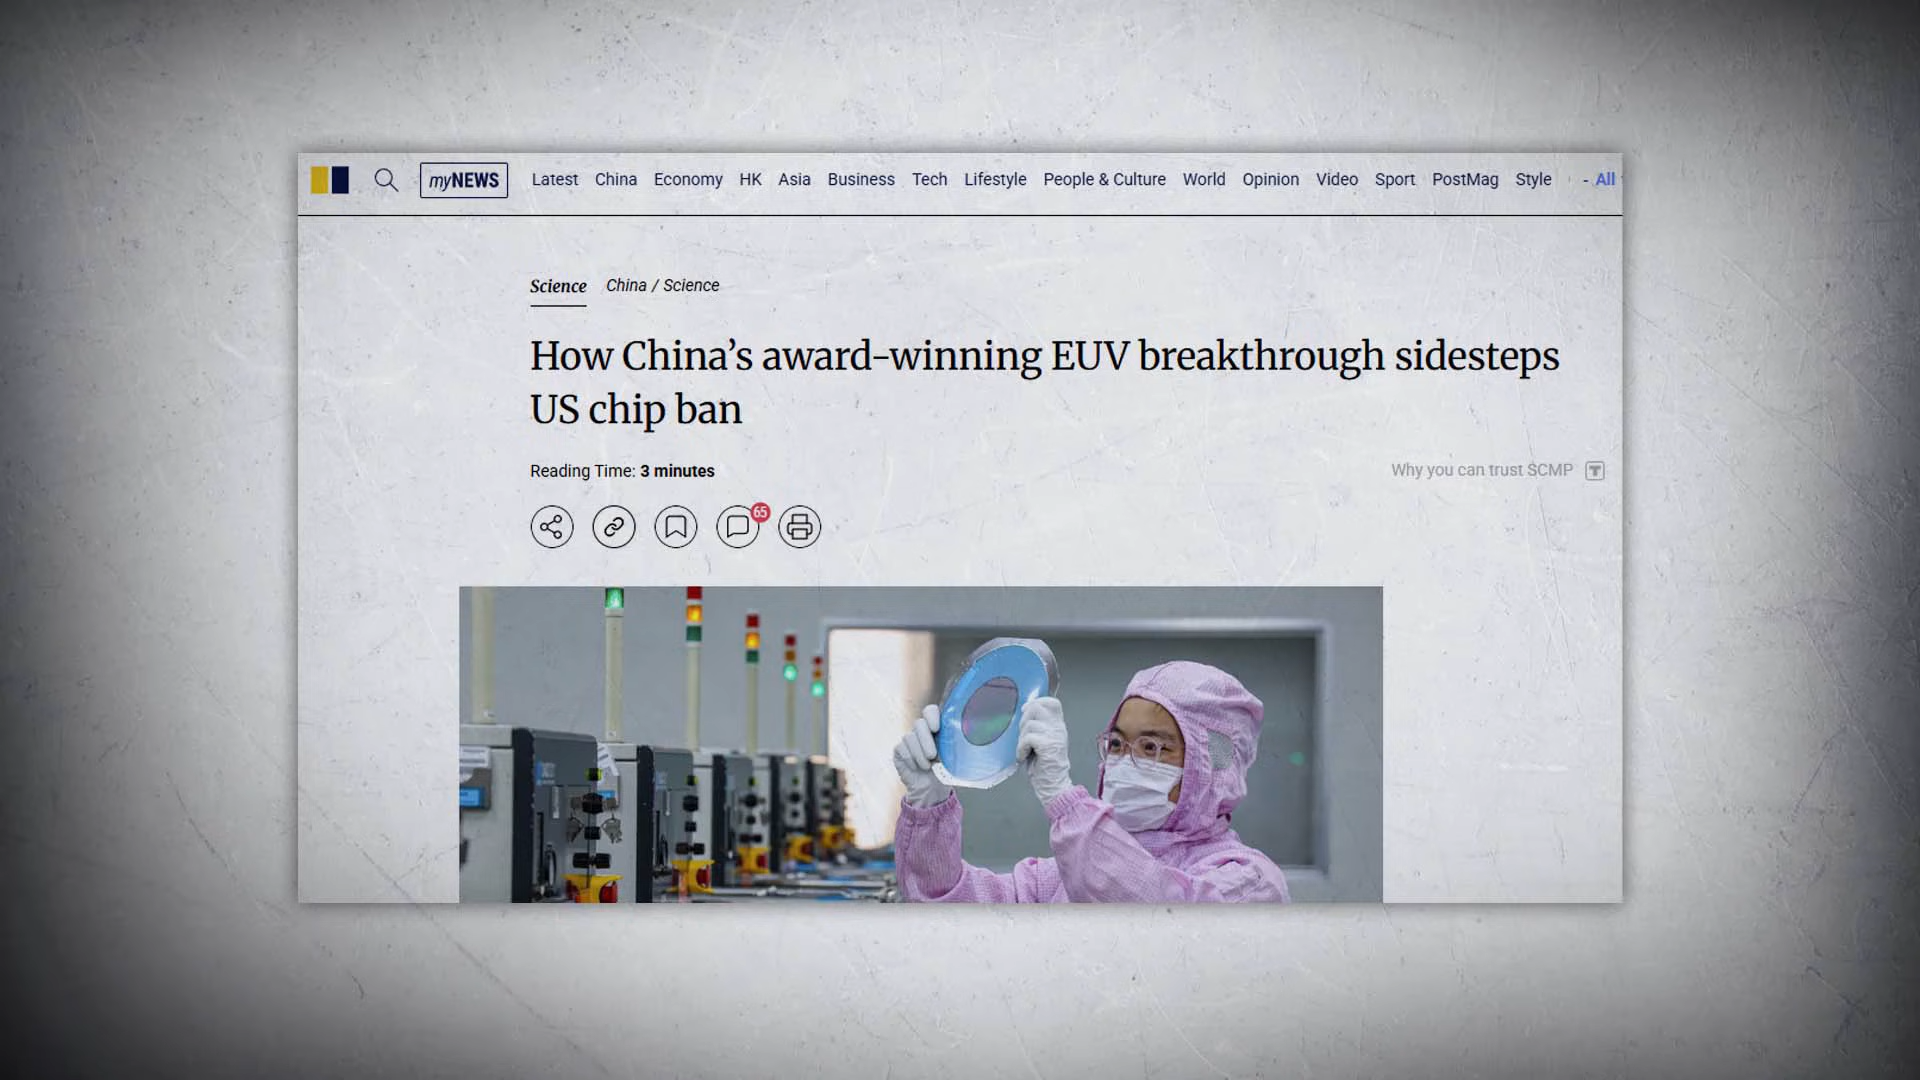 myNEWS Latest China Economy HK Asia Business Tech Lifestyle People & Culture World Opinion Video Sport PostMag Style - All
Science China / Science
How China’s award-winning EUV breakthrough sidesteps
US chip ban
Reading Time: 3 minutes
Why you can trust SCMP
65